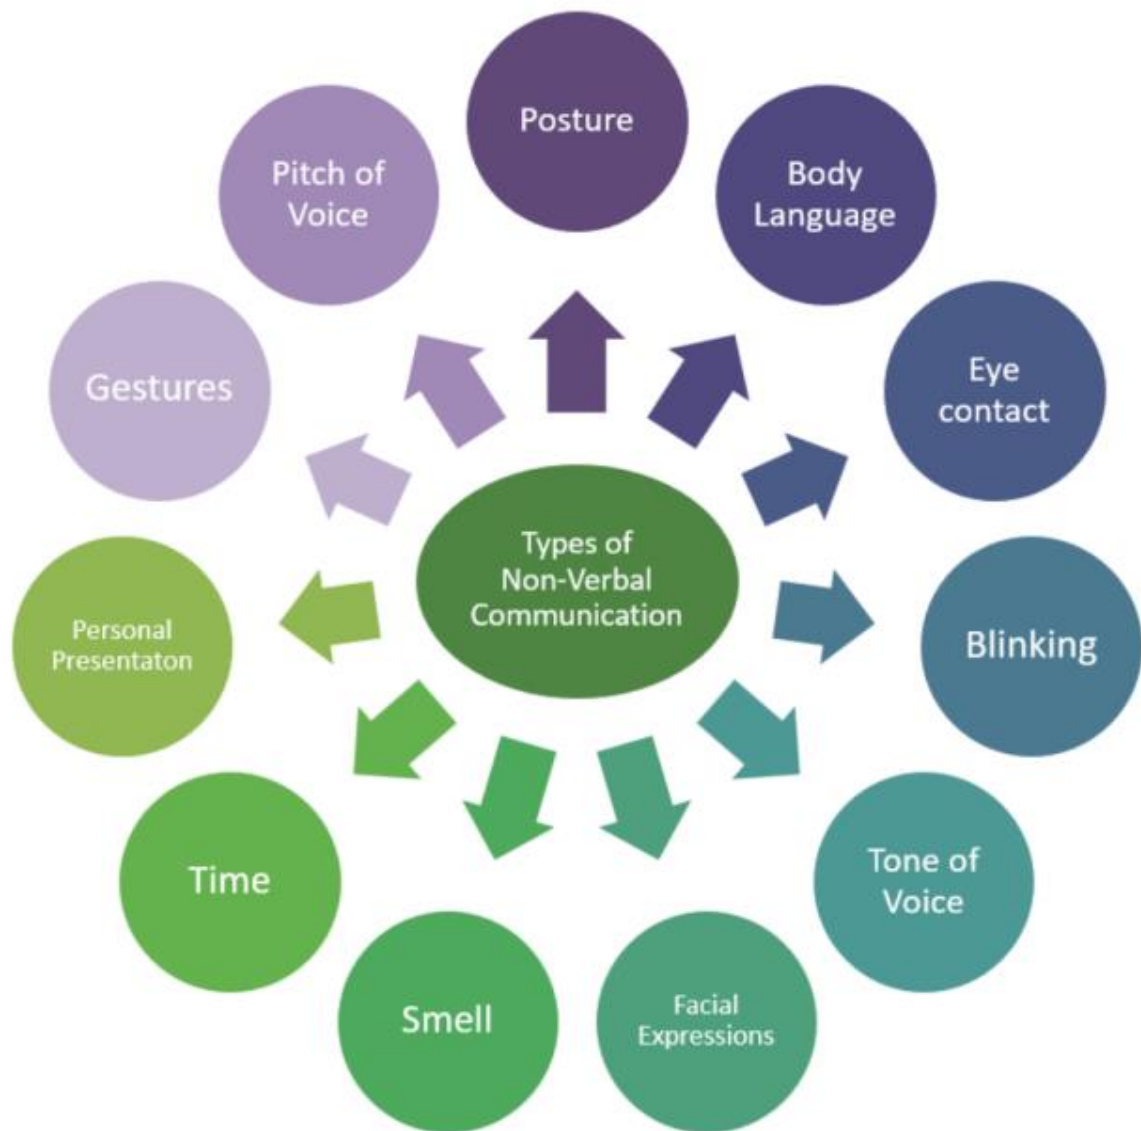 Posture
Body
Language
Eye
contact
Blinking
Tone of
Voice
Facial
Expressions
Smell
Time
Personal
Presentaton
Gestures
Pitch of
Voice
Types of
Non-Verbal
Communication